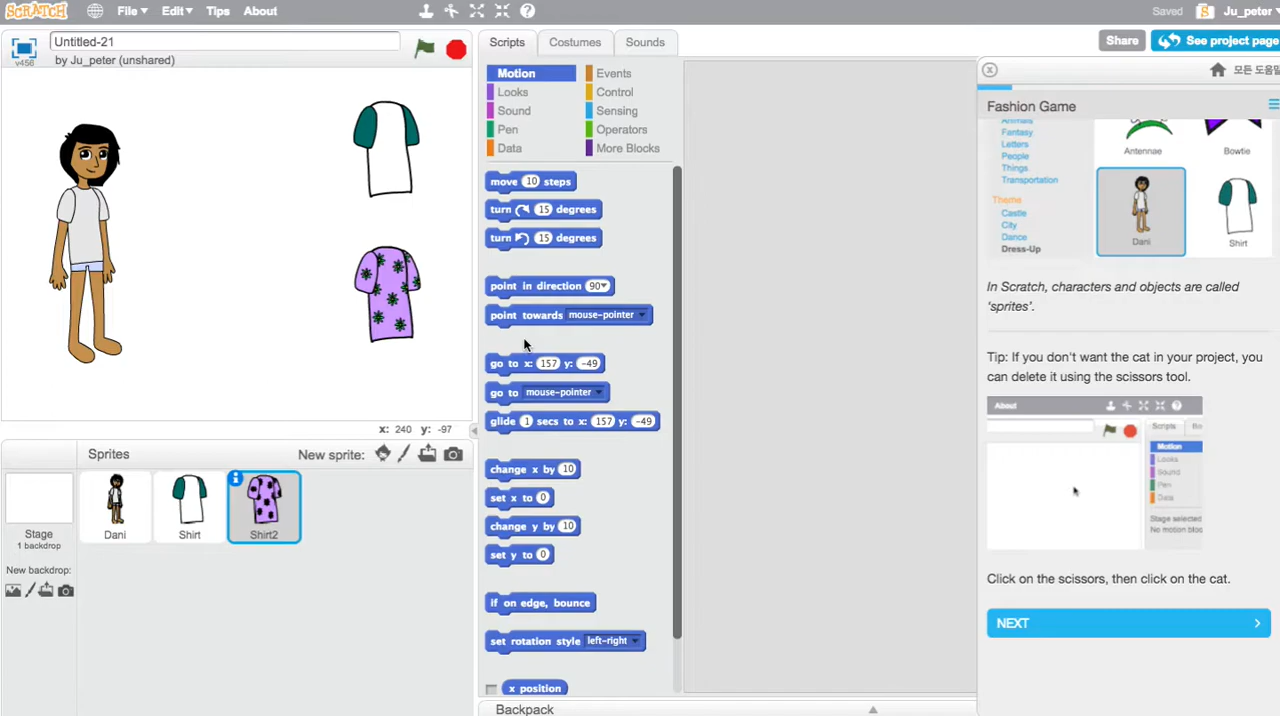 SCRATCH File▾ Edit▾ Tips About Saved Ju_peter
Untitled-21
by Ju_peter (unshared)
v456
Scripts Costumes Sounds
Share See project page
Motion Events
Looks Control
Sound Sensing
Pen Operators
Data More Blocks
move 10 steps
turn 15 degrees
turn 15 degrees
point in direction 90▾
point towards mouse-pointer
go to x: 157 y: -49
go to mouse-pointer
glide 1 secs to x: 157 y: -49
change x by 10
set x to 0
change y by 10
set y to 0
if on edge, bounce
set rotation style left-right
x position
Backpack
x: 240 y: -97
Sprites New sprite:
Stage
1 backdrop
New backdrop:
Dani Shirt Shirt2
모든 도움말
Fashion Game
Animals
Fantasy
Letters
People
Things
Transportation
Theme
Castle
City
Dance
Dress-Up
Antennae Bowtie
Dani Shirt
In Scratch, characters and objects are called
'sprites'.
Tip: If you don't want the cat in your project, you
can delete it using the scissors tool.
About
Scripts
Motion
Looks
Sound
Pen
Data
Stage selected
No motion
Click on the scissors, then click on the cat.
NEXT